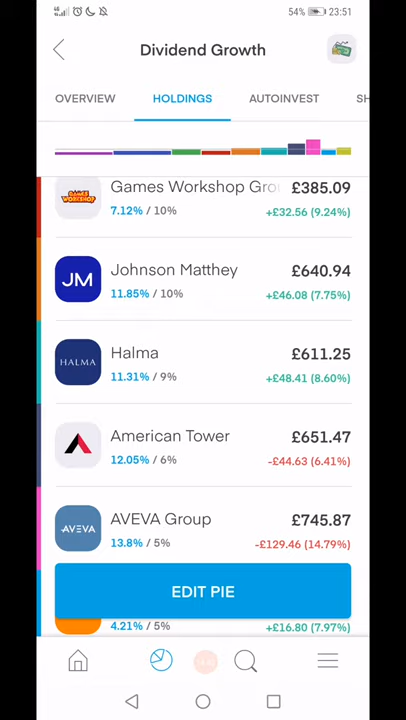 54% 23:51
Dividend Growth
OVERVIEW HOLDINGS AUTOINVEST SH
GAMES WORKSHOP
Games Workshop Gro £385.09
7.12% / 10% +£32.56 (9.24%)
JM
Johnson Matthey £640.94
11.85% / 10% +£46.08 (7.75%)
HALMA
Halma £611.25
11.31% / 9% +£48.41 (8.60%)
American Tower £651.47
12.05% / 6% -£44.63 (6.41%)
AVEVA
AVEVA Group £745.87
13.8% / 5% -£129.46 (14.79%)
EDIT PIE
4.21% / 5% +£16.80 (7.97%)